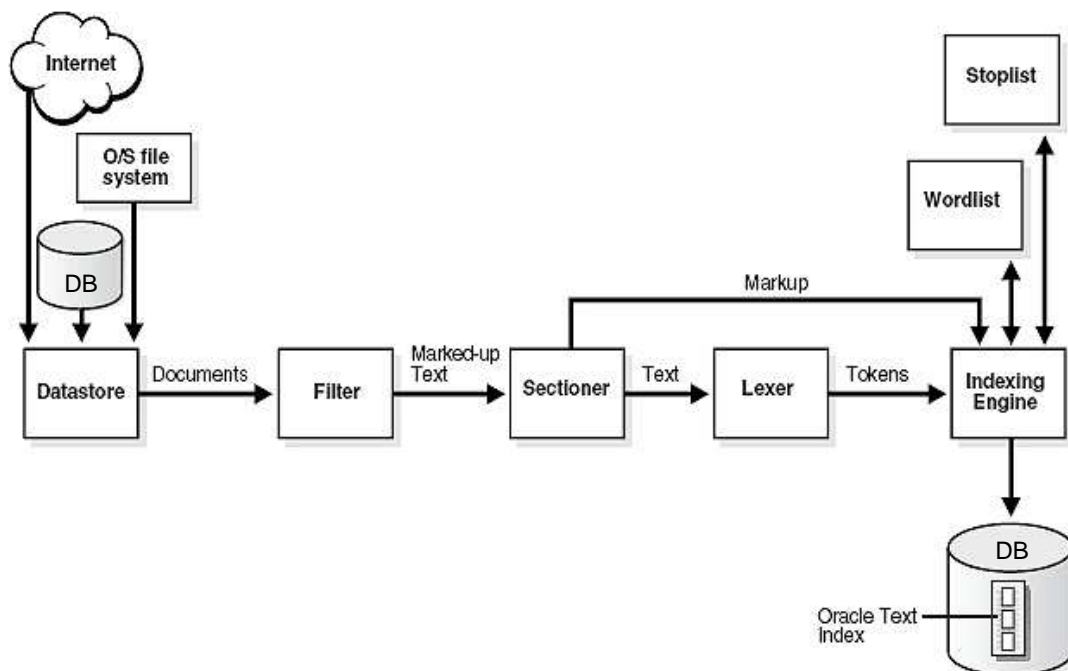 Internet
Stoplist
O/S file
system
Wordlist
DB
Markup
Datastore
Documents
Filter
Marked-up
Text
Sectioner
Text
Lexer
Tokens
Indexing
Engine
DB
Oracle Text
Index